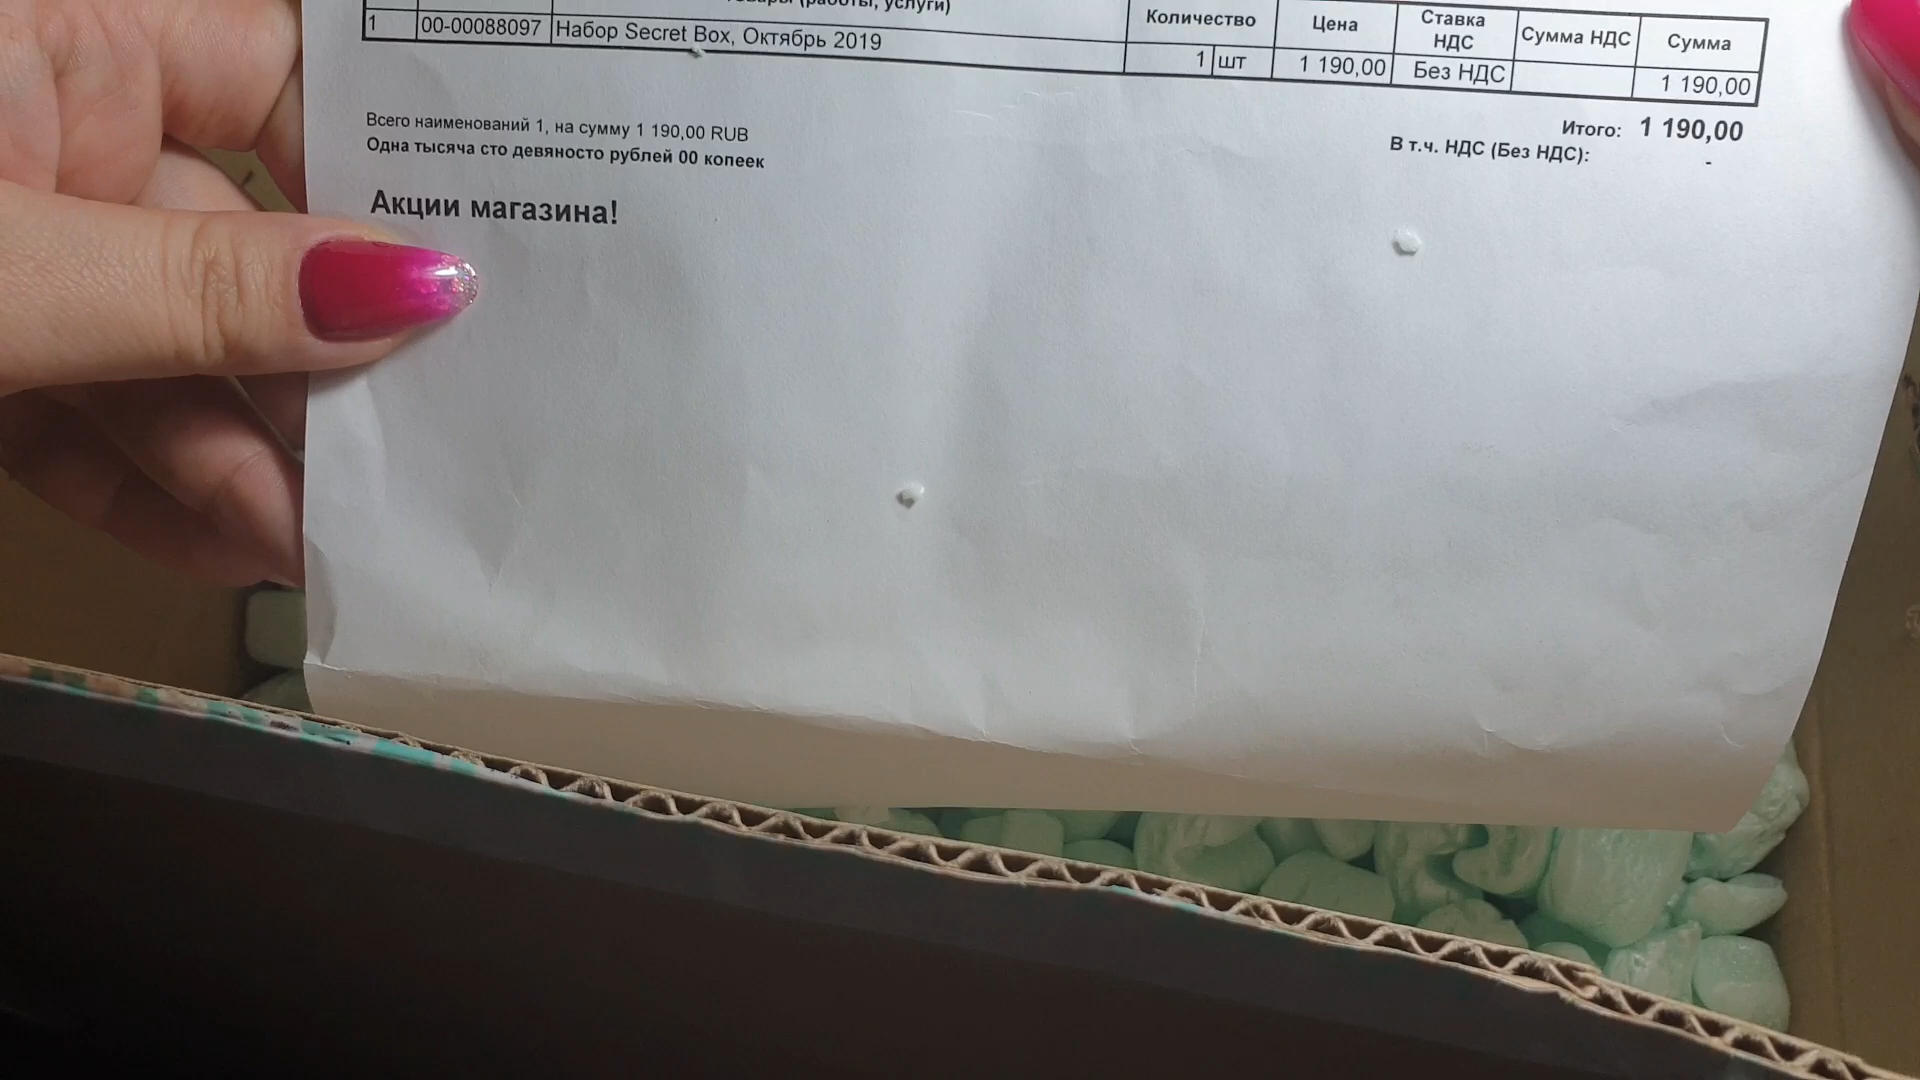 (работы, услуги) Количество Цена Ставка НДС Сумма НДС Сумма
1 00-00088097 Набор Secret Box, Октябрь 2019 1 шт 1 190,00 Без НДС 1 190,00
Итого: 1 190,00
В т.ч. НДС (Без НДС): -
Всего наименований 1, на сумму 1 190,00 RUB
Одна тысяча сто девяносто рублей 00 копеек
Акции магазина!